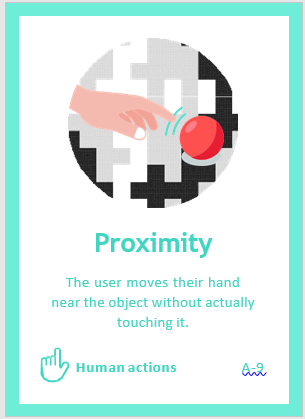 Proximity
The user moves their hand
near the object without actually
touching it.
Human actions A-9